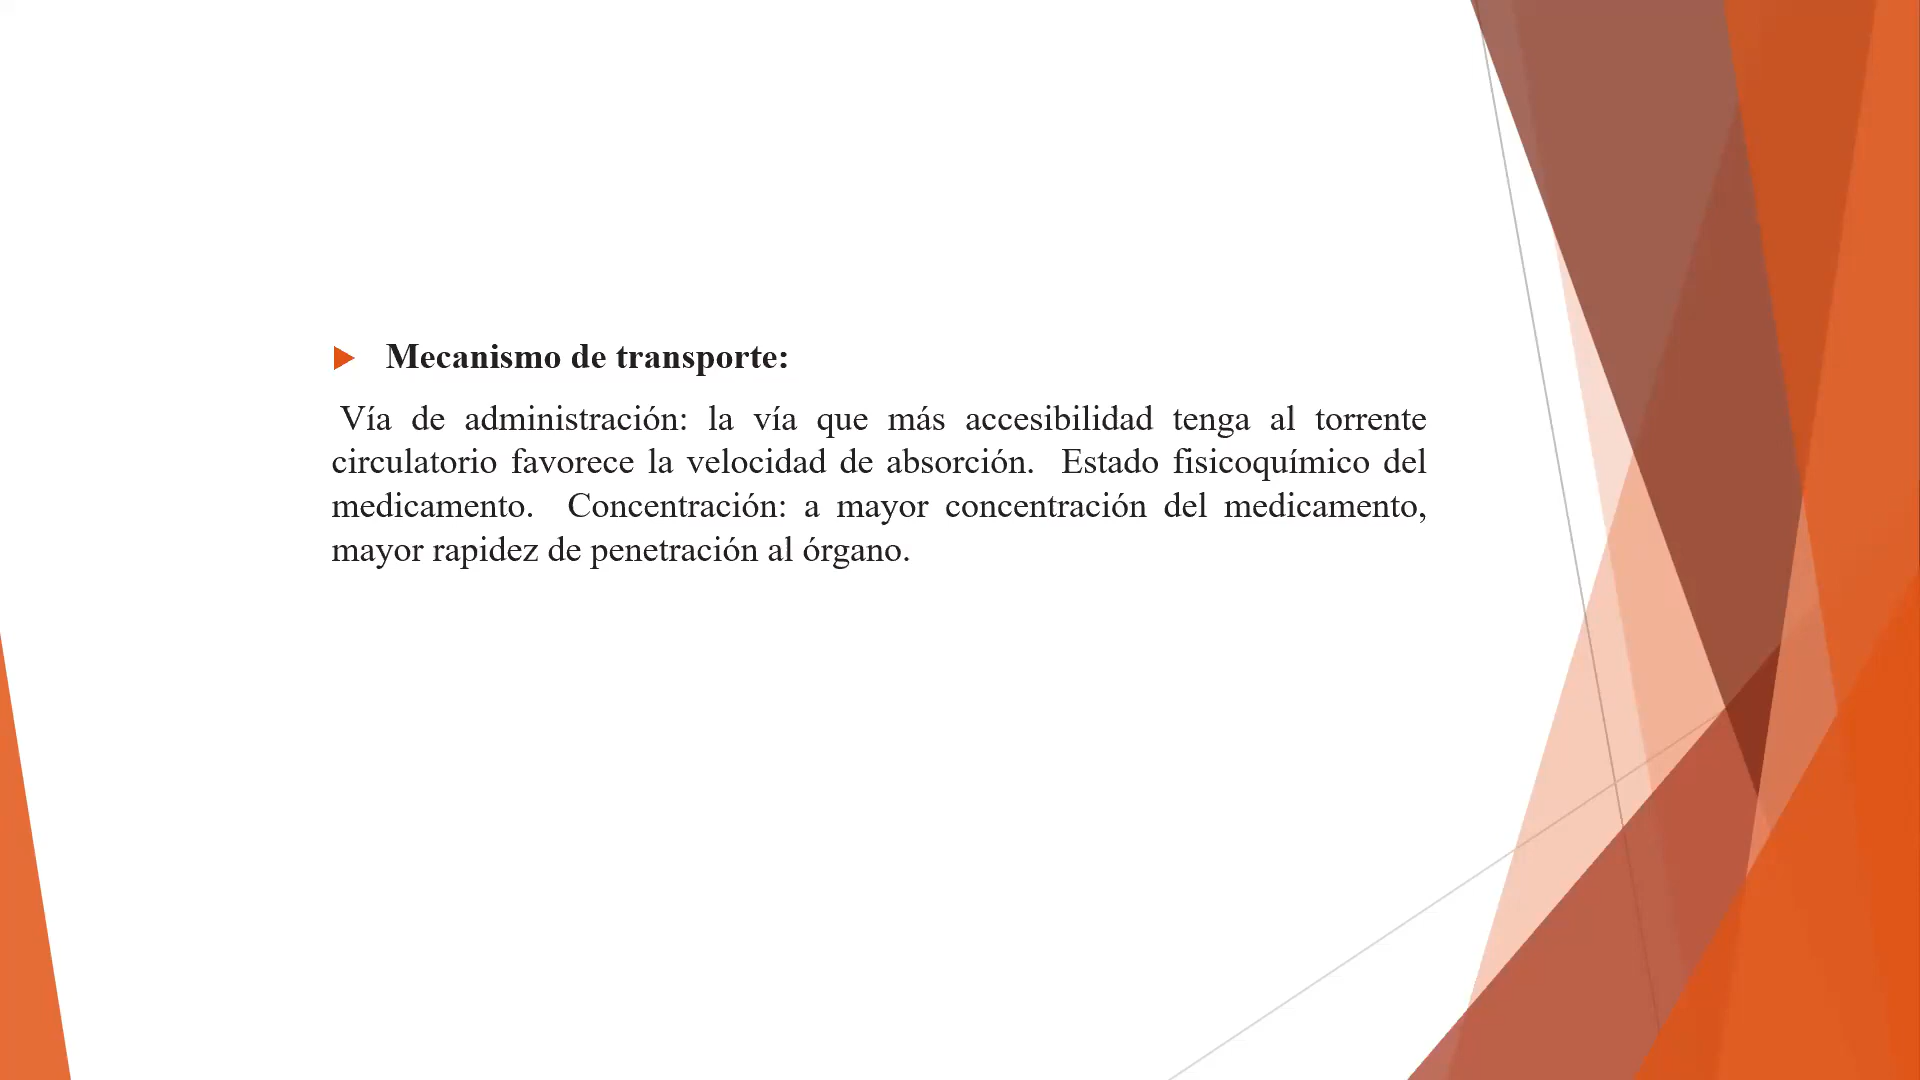 Mecanismo de transporte:
Vía de administración: la vía que más accesibilidad tenga al torrente
circulatorio favorece la velocidad de absorción. Estado fisicoquímico del
medicamento. Concentración: a mayor concentración del medicamento,
mayor rapidez de penetración al órgano.